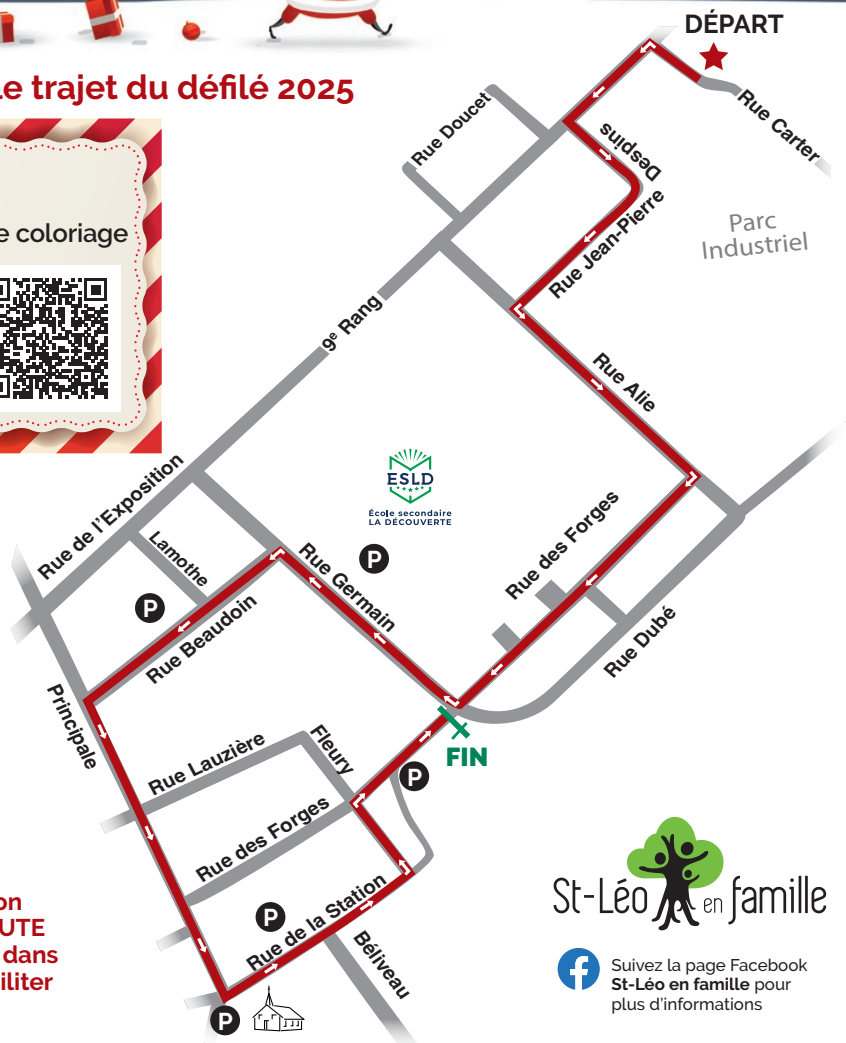 DÉPART
le trajet du défilé 2025
Rue Carter
Rue Doucet
Despins
Parc
Industriel
Rue Jean-Pierre
e coloriage
9e Rang
Rue Alie
ESLD
École secondaire
LA DÉCOUVERTE
Rue de l'Exposition
Lamothe
Rue des Forges
P
Rue Germain
P
Rue Beaudoin
Rue Dubé
Principale
FIN
Fleury
Rue Lauzière
P
Rue des Forges
on
UTE
dans
iliter
P
Rue de la Station
Béliveau
P
St-Léo en famille
Suivez la page Facebook
St-Léo en famille pour
plus d'informations